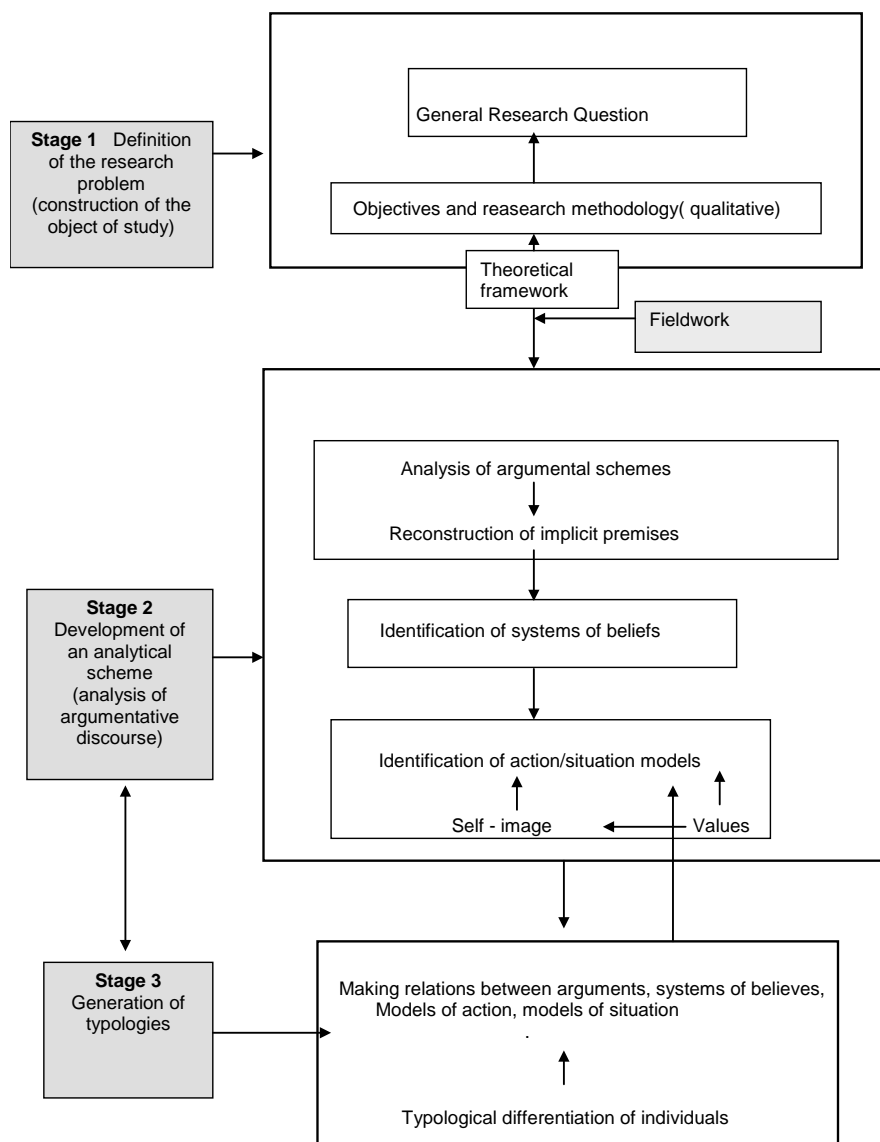 General Research Question
Stage 1 Definition
of the research
problem
(construction of the
object of study)
Objectives and reasearch methodology( qualitative)
Theoretical
framework
Fieldwork
Analysis of argumental schemes
Reconstruction of implicit premises
Stage 2
Development of
an analytical
scheme
(analysis of
argumentative
discourse)
Identification of systems of beliefs
Identification of action/situation models
Self - image
Values
Stage 3
Generation of
typologies
Making relations between arguments, systems of believes,
Models of action, models of situation
.
Typological differentiation of individuals